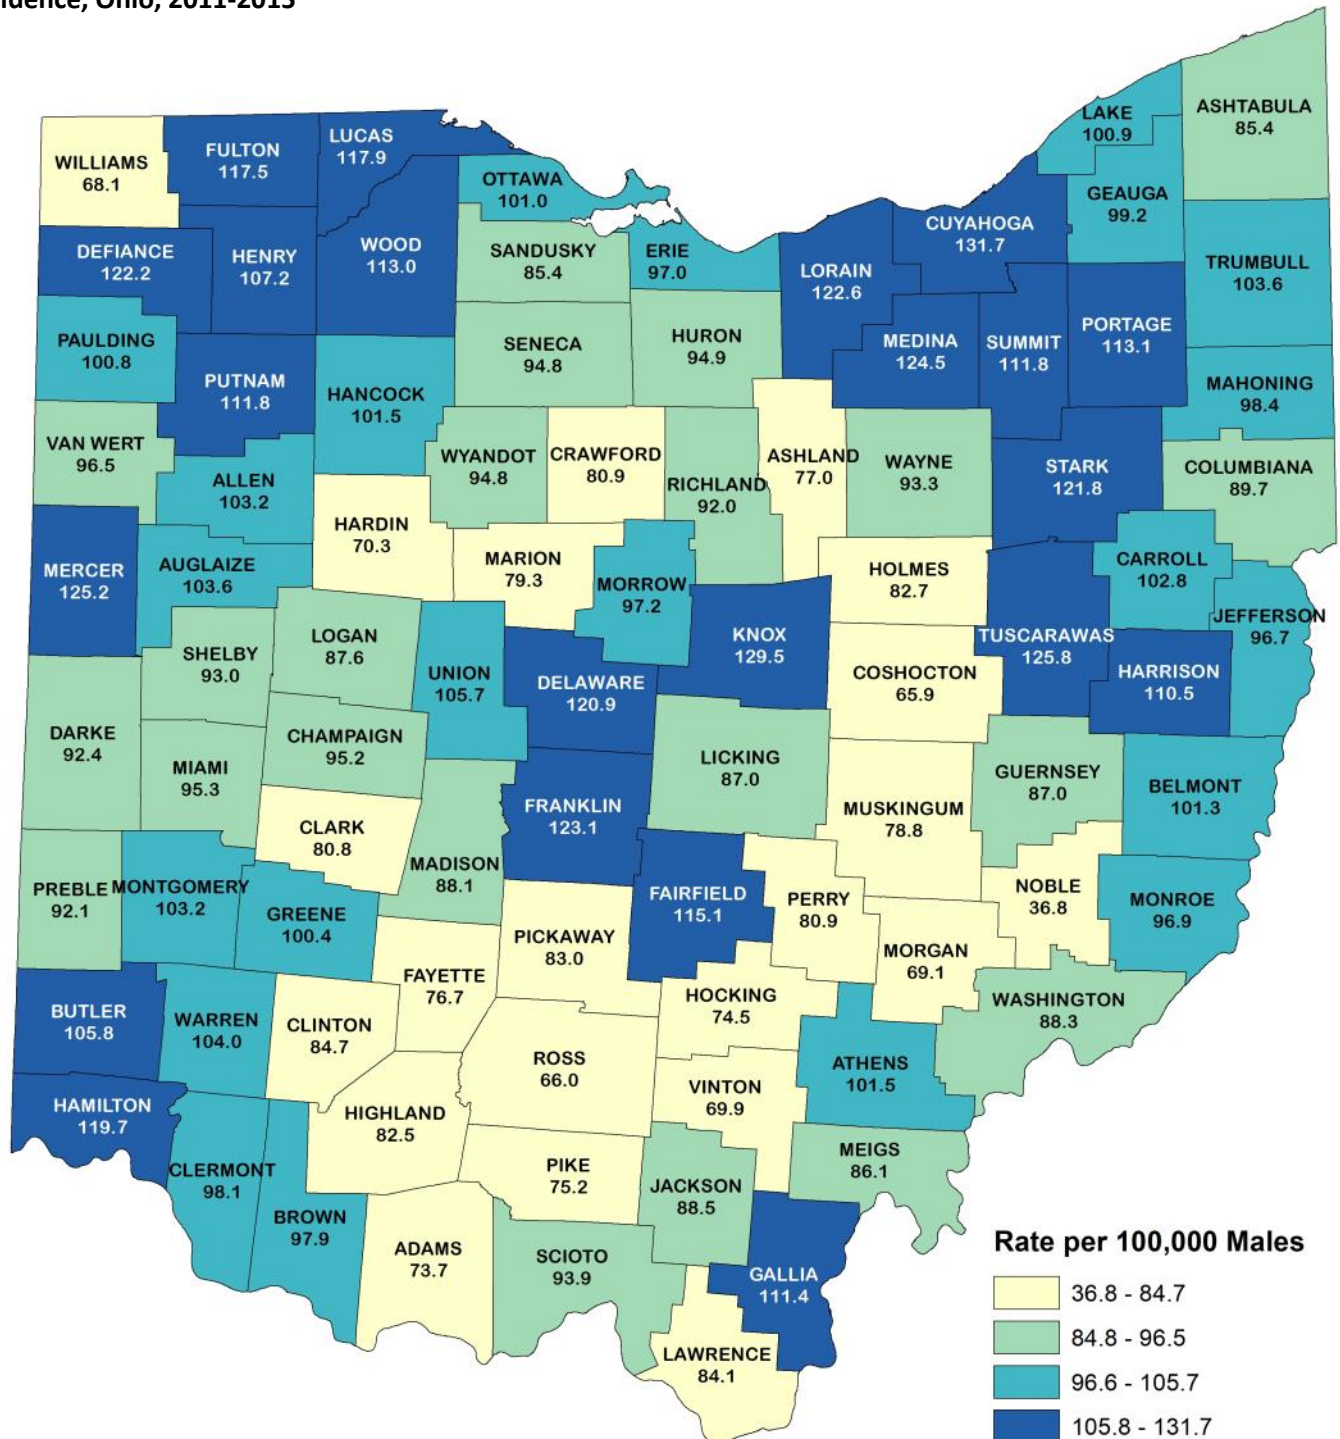 idence, Ohio, 2011-2015
LAKE
100.9
ASHTABULA
85.4
WILLIAMS
68.1
FULTON
117.5
LUCAS
117.9
OTTAWA
101.0
GEAUGA
99.2
DEFIANCE
122.2
HENRY
107.2
WOOD
113.0
SANDUSKY
85.4
ERIE
97.0
LORAIN
122.6
CUYAHOGA
131.7
TRUMBULL
103.6
PAULDING
100.8
PUTNAM
111.8
HANCOCK
101.5
SENECA
94.8
HURON
94.9
MEDINA
124.5
SUMMIT
111.8
PORTAGE
113.1
MAHONING
98.4
VAN WERT
96.5
ALLEN
103.2
WYANDOT
94.8
CRAWFORD
80.9
RICHLAND
92.0
ASHLAND
77.0
WAYNE
93.3
STARK
121.8
COLUMBIANA
89.7
MERCER
125.2
AUGLAIZE
103.6
HARDIN
70.3
MARION
79.3
MORROW
97.2
HOLMES
82.7
CARROLL
102.8
JEFFERSON
96.7
SHELBY
93.0
LOGAN
87.6
UNION
105.7
DELAWARE
120.9
KNOX
129.5
COSHOCTON
65.9
TUSCARAWAS
125.8
HARRISON
110.5
DARKE
92.4
MIAMI
95.3
CHAMPAIGN
95.2
LICKING
87.0
GUERNSEY
87.0
BELMONT
101.3
CLARK
80.8
MADISON
88.1
FRANKLIN
123.1
MUSKINGUM
78.8
PREBLE
92.1
MONTGOMERY
103.2
GREENE
100.4
FAIRFIELD
115.1
PERRY
80.9
NOBLE
36.8
MONROE
96.9
PICKAWAY
83.0
MORGAN
69.1
FAYETTE
76.7
HOCKING
74.5
WASHINGTON
88.3
BUTLER
105.8
WARREN
104.0
CLINTON
84.7
ROSS
66.0
VINTON
69.9
ATHENS
101.5
HAMILTON
119.7
HIGHLAND
82.5
CLERMONT
98.1
BROWN
97.9
PIKE
75.2
JACKSON
88.5
MEIGS
86.1
ADAMS
73.7
SCIOTO
93.9
GALLIA
111.4
LAWRENCE
84.1
Rate per 100,000 Males
36.8 - 84.7
84.8 - 96.5
96.6 - 105.7
105.8 - 131.7